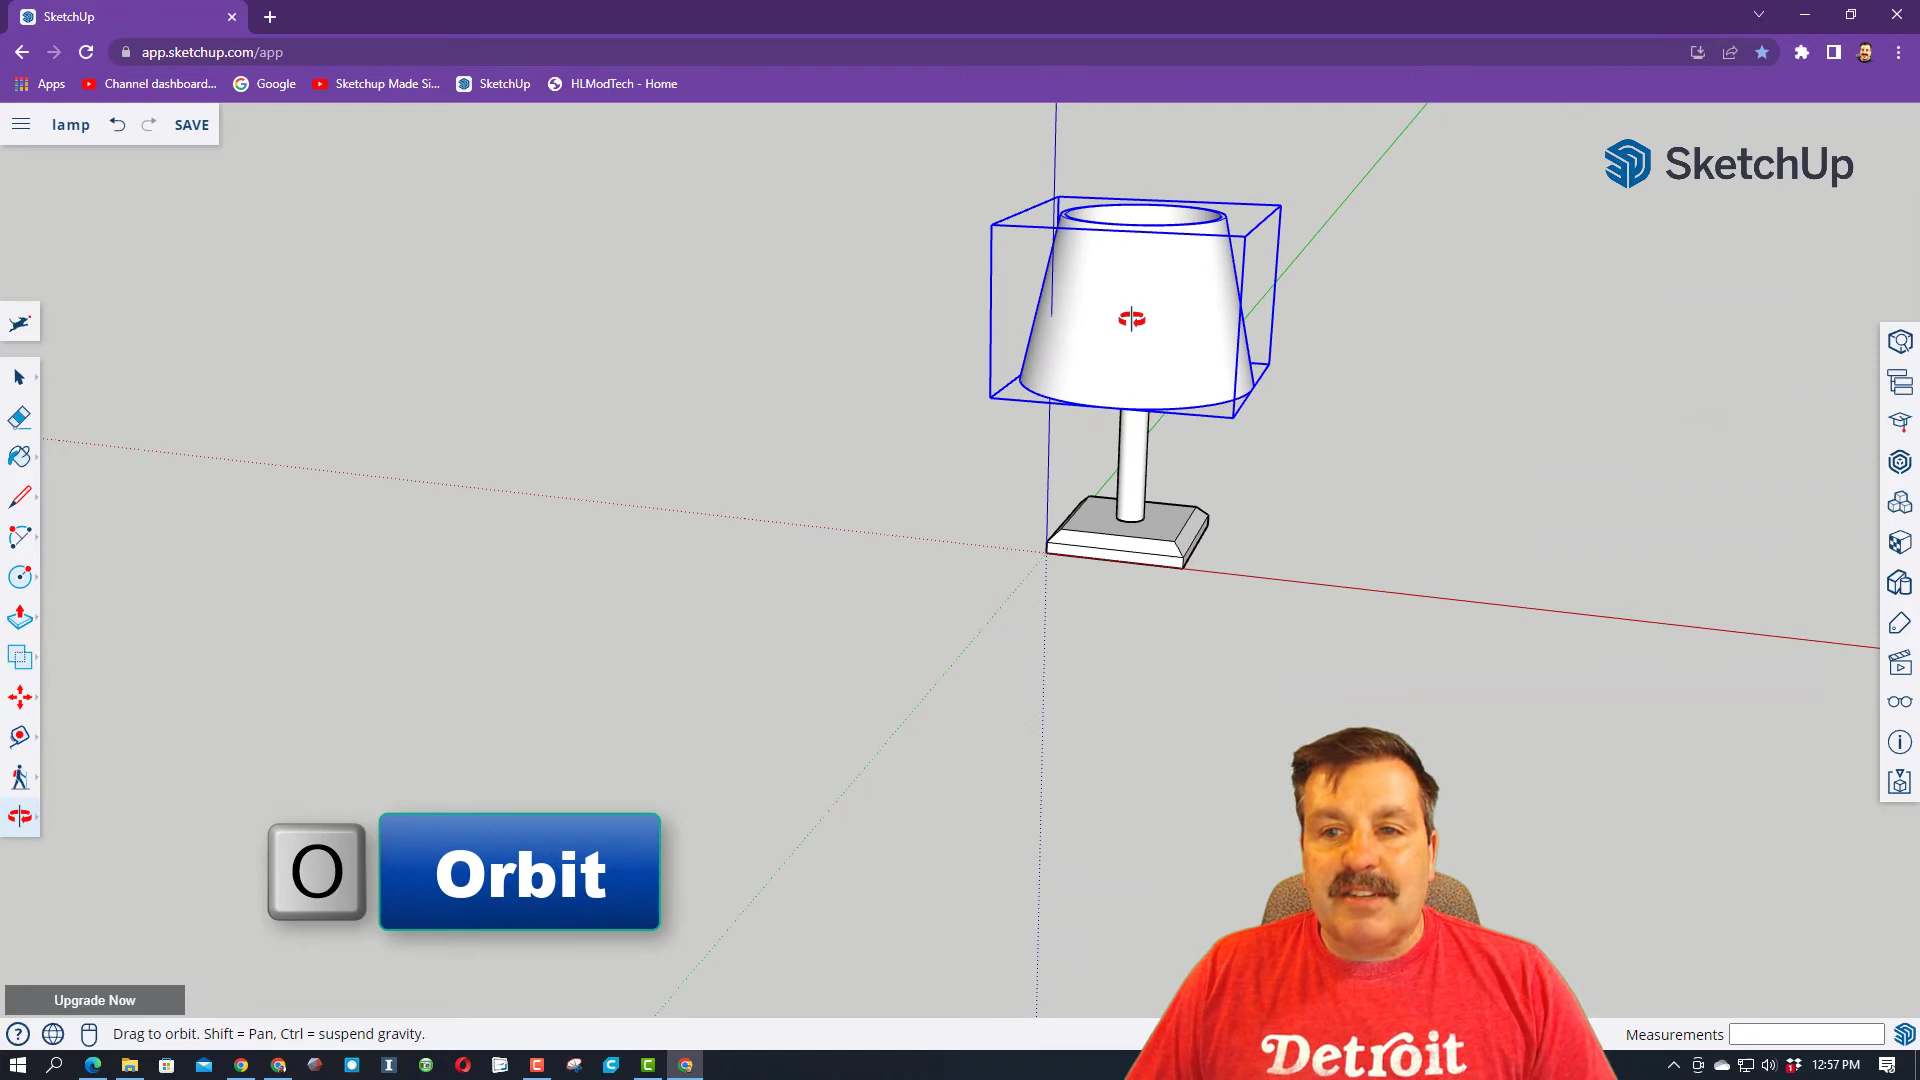 SketchUp
app.sketchup.com/app
Apps
Channel dashboard...
Google
Sketchup Made Si...
SketchUp
HLModTech - Home
lamp
SAVE
SketchUp
O
Orbit
Upgrade Now
Drag to orbit. Shift = Pan, Ctrl = suspend gravity.
Measurements
Detroit
12:57 PM